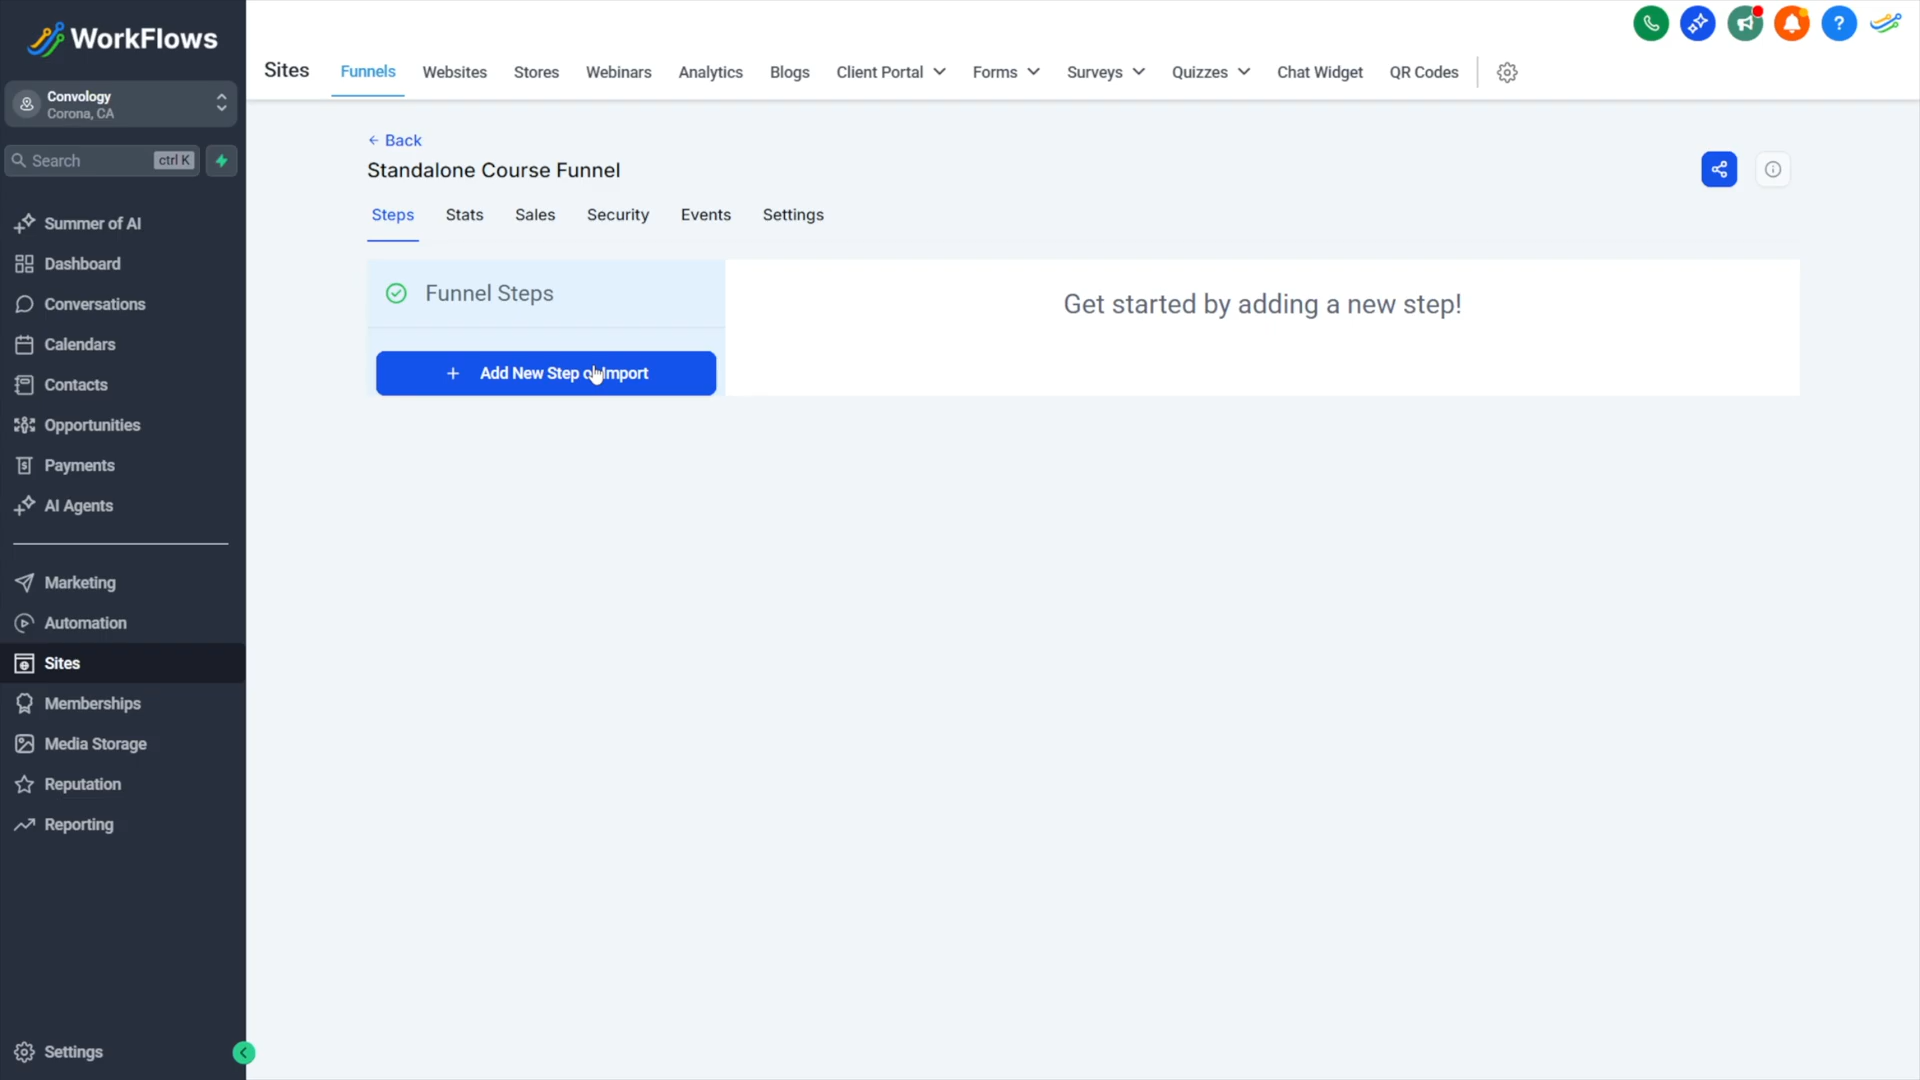 WorkFlows
Convology
Corona, CA
Search ctrl K
Summer of AI
Dashboard
Conversations
Calendars
Contacts
Opportunities
Payments
AI Agents
Marketing
Automation
Sites
Memberships
Media Storage
Reputation
Reporting
Settings
Sites Funnels Websites Stores Webinars Analytics Blogs Client Portal Forms Surveys Quizzes Chat Widget QR Codes
← Back
Standalone Course Funnel
Steps Stats Sales Security Events Settings
Funnel Steps
+ Add New Step Import
Get started by adding a new step!